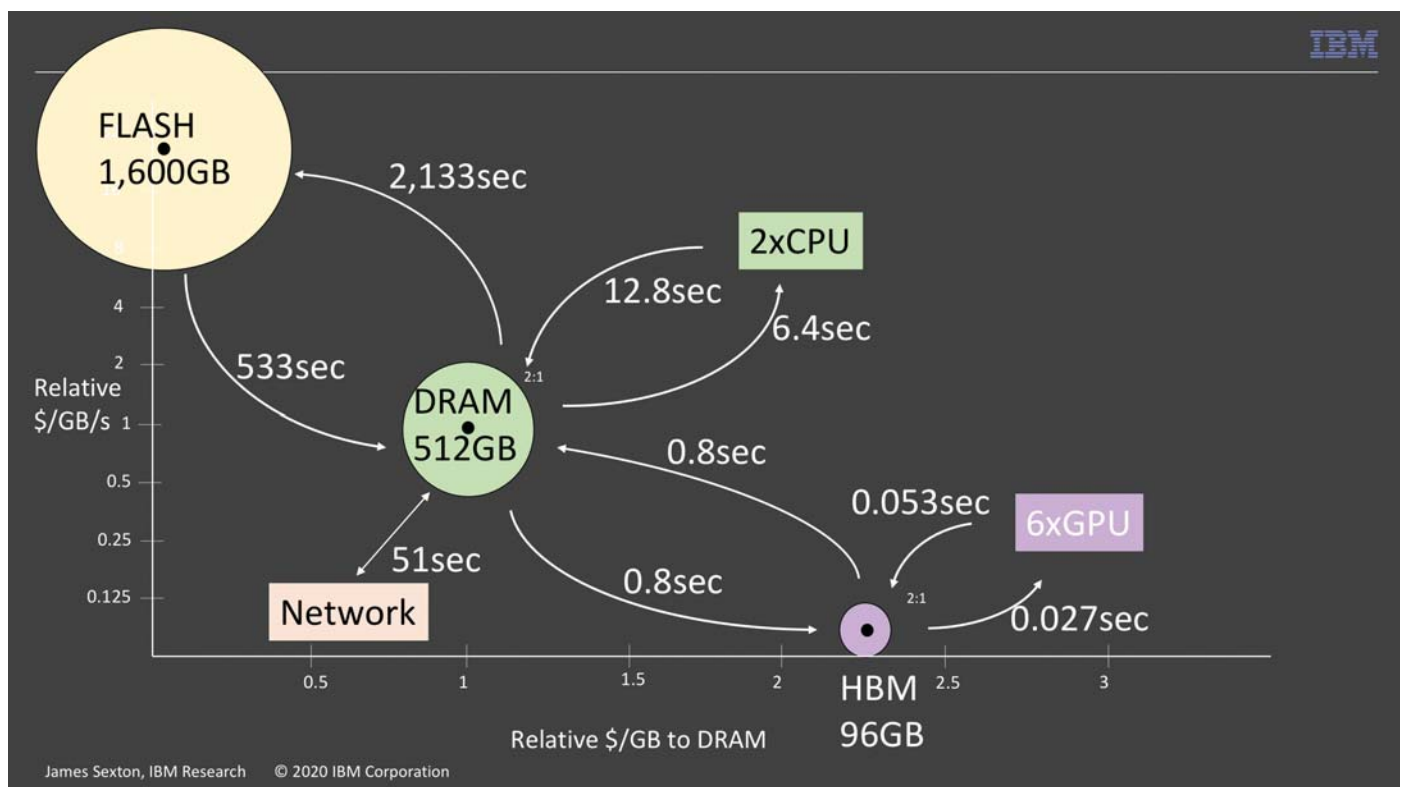 IBM
FLASH
1,600GB
2,133sec
2xCPU
12.8sec
6.4sec
533sec
8
4
2
1
0.5
0.25
0.125
Relative
$/GB/s
2:1
DRAM
512GB
0.8sec
0.053sec
6xGPU
51sec
0.8sec
2:1
0.027sec
Network
0.5
1
1.5
2
2.5
3
HBM
96GB
Relative $/GB to DRAM
James Sexton, IBM Research © 2020 IBM Corporation